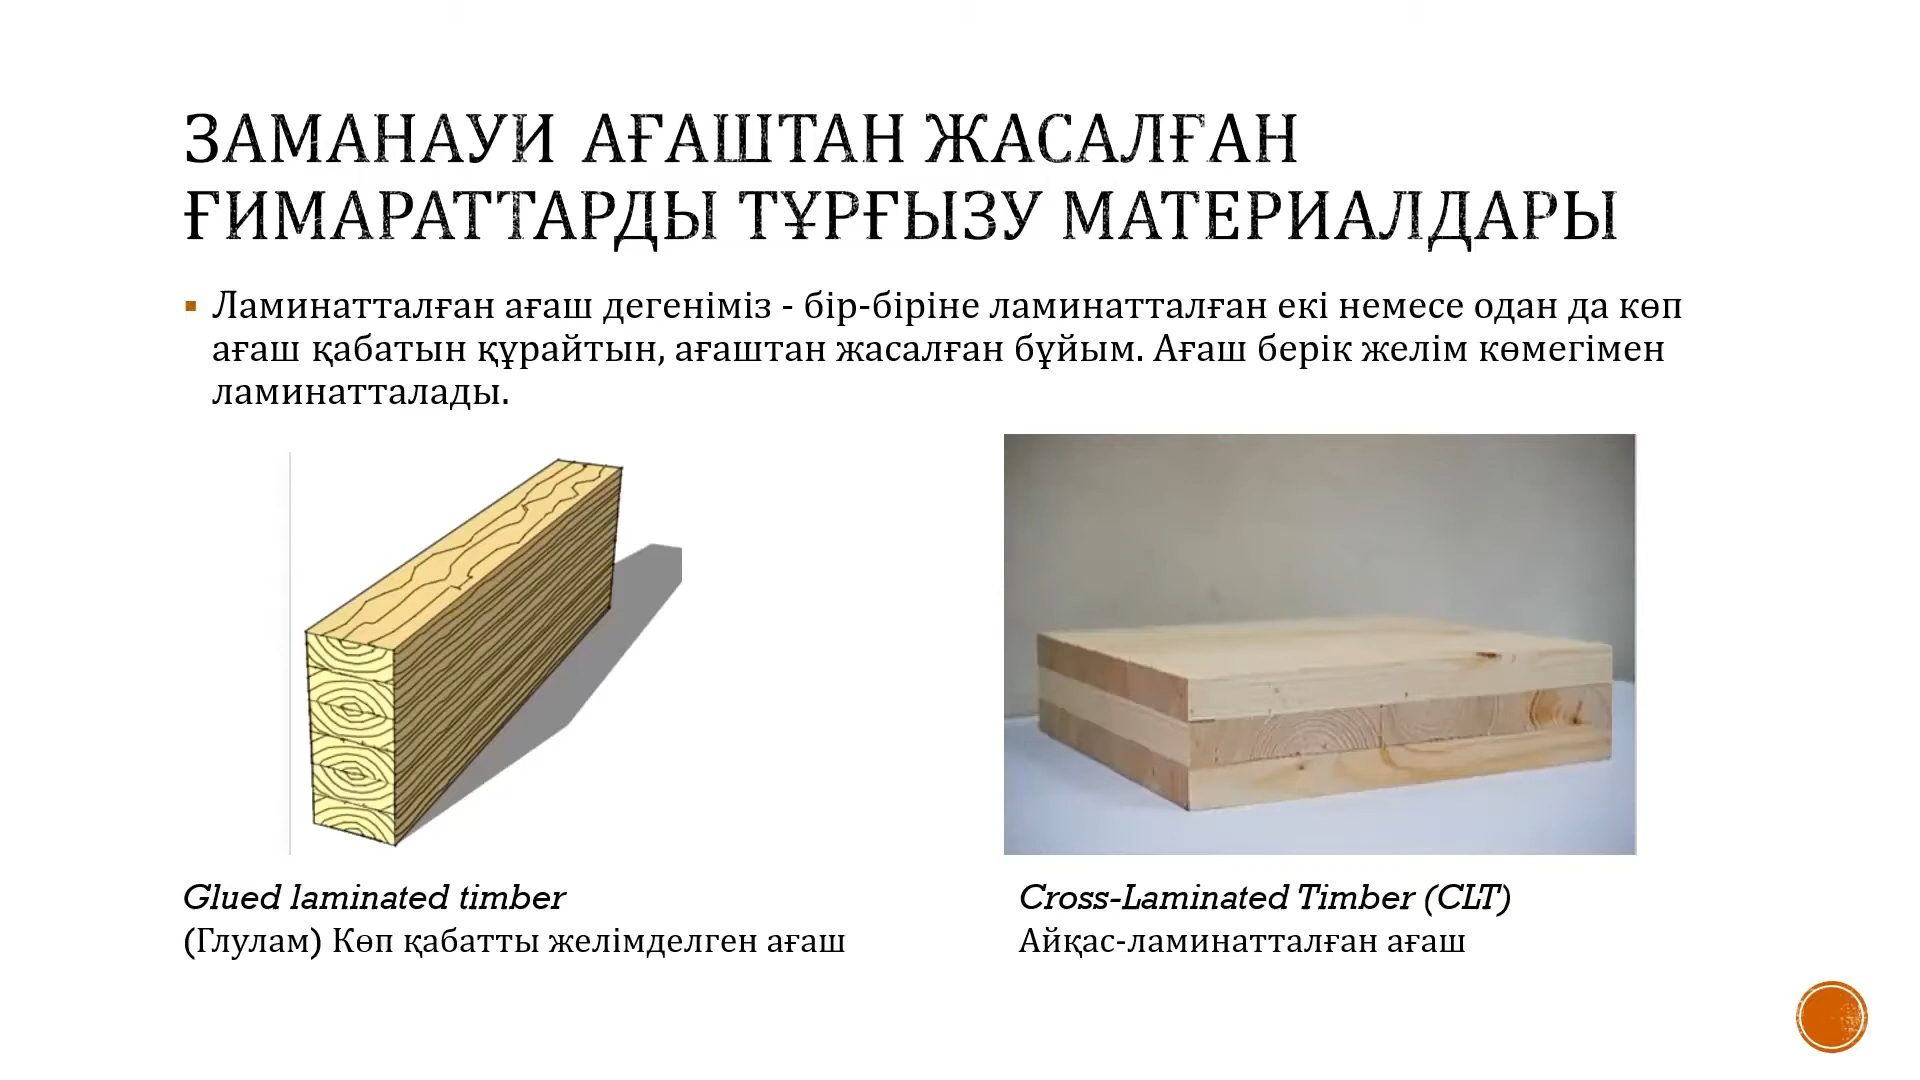 ЗАМАНАУИ АҒАШТАН ЖАСАЛҒАН
ҒИМАРАТТАРДЫ ТҰРҒЫЗУ МАТЕРИАЛДАРЫ
▪ Ламинатталған ағаш дегеніміз - бір-біріне ламинатталған екі немесе одан да көп
ағаш қабатын құрайтын, ағаштан жасалған бұйым. Ағаш берік желім көмегімен
ламинатталады.
Glued laminated timber
(Глулам) Көп қабатты желімделген ағаш
Cross-Laminated Timber (CLT)
Айқас-ламинатталған ағаш